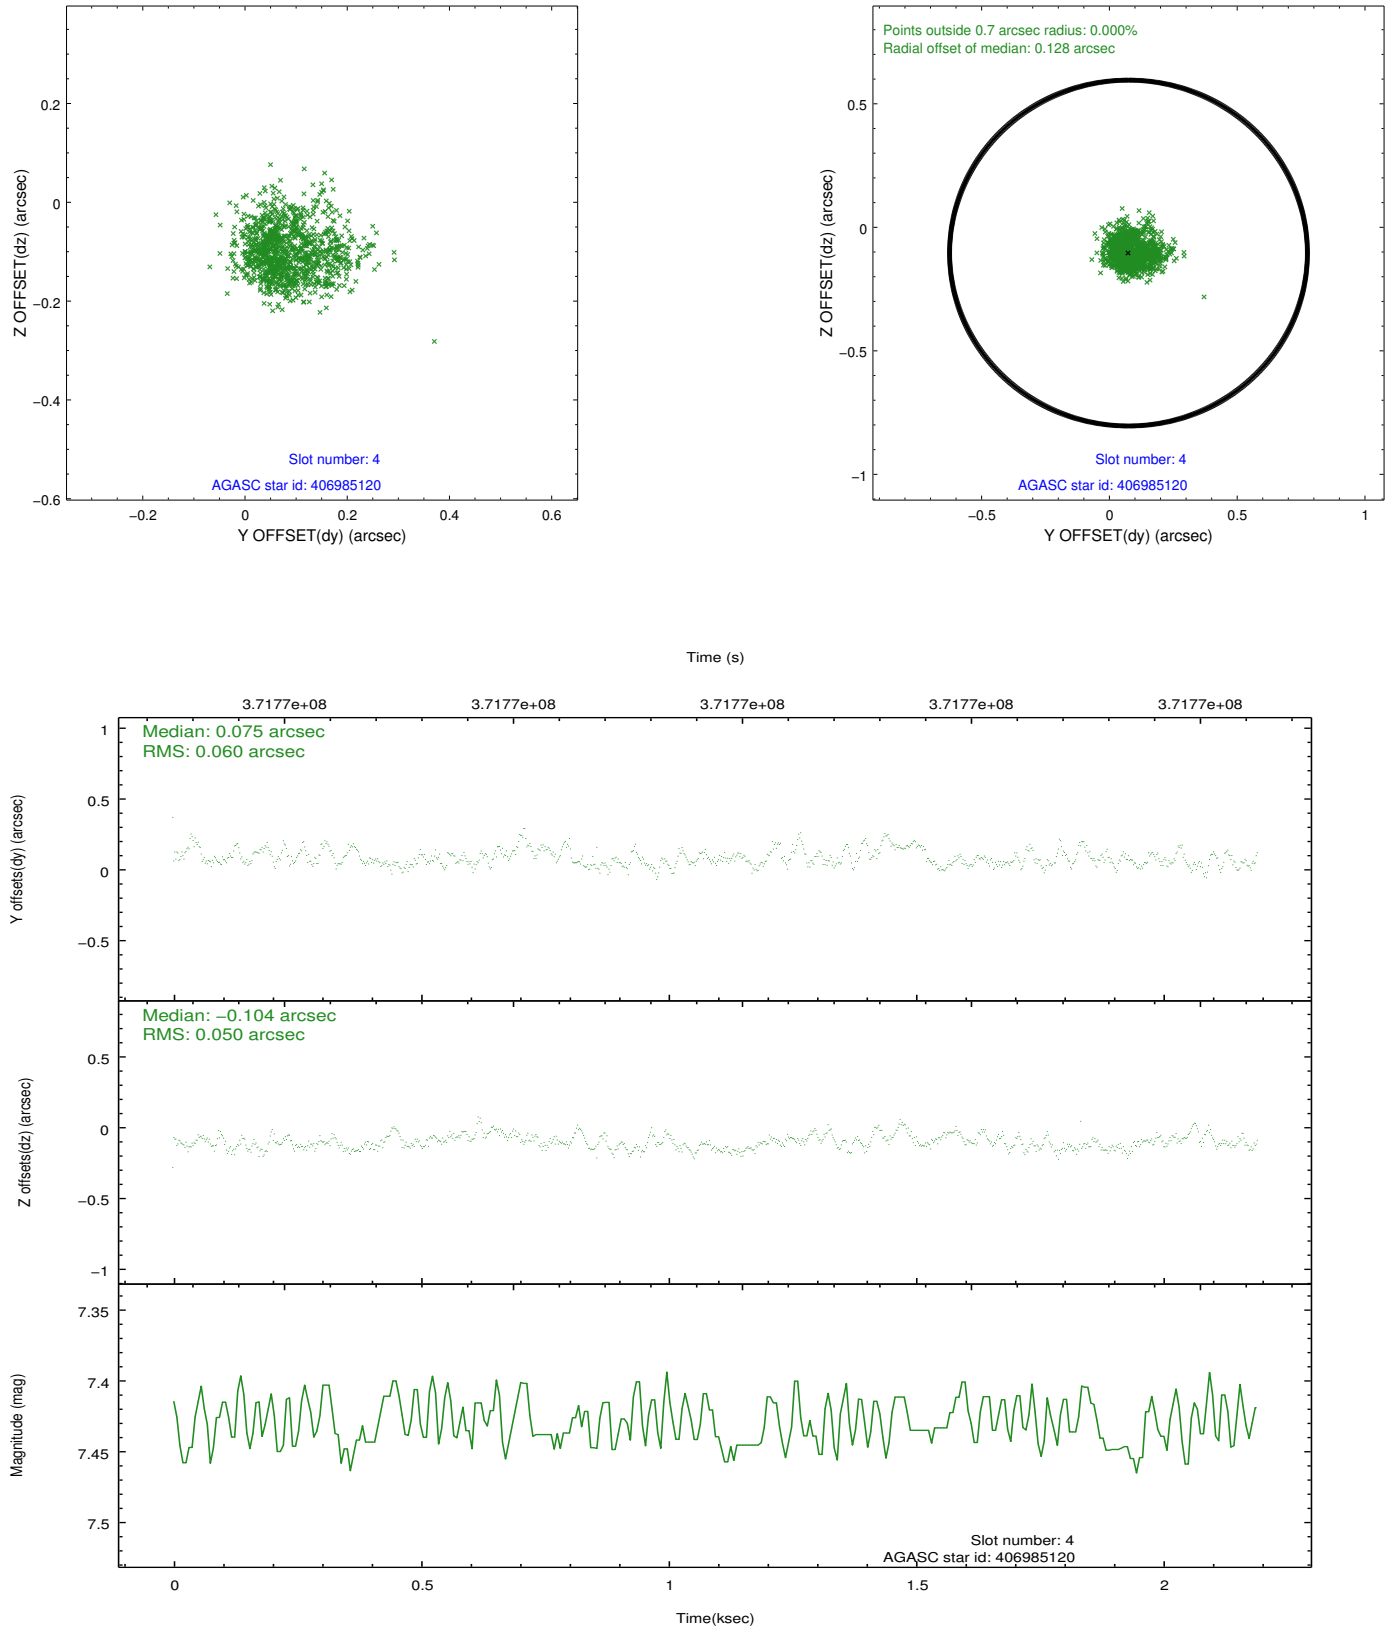 0.2
0
−0.2
−0.4
−0.6
Z OFFSET(dz) (arcsec)
Slot number: 4
AGASC star id: 406985120
−0.2 0 0.2 0.4 0.6
Y OFFSET(dy) (arcsec)
Points outside 0.7 arcsec radius: 0.000%
Radial offset of median: 0.128 arcsec
0.5
0
−0.5
−1
Z OFFSET(dz) (arcsec)
Slot number: 4
AGASC star id: 406985120
−0.5 0 0.5 1
Y OFFSET(dy) (arcsec)
Time (s)
3.7177e+08 3.7177e+08 3.7177e+08 3.7177e+08 3.7177e+08
Median: 0.075 arcsec
RMS: 0.060 arcsec
1
0.5
0
−0.5
Y offsets(dy) (arcsec)
Median: −0.104 arcsec
RMS: 0.050 arcsec
0.5
0
−0.5
−1
Z offsets(dz) (arcsec)
7.35
7.4
7.45
7.5
Magnitude (mag)
Slot number: 4
AGASC star id: 406985120
0 0.5 1 1.5 2
Time(ksec)